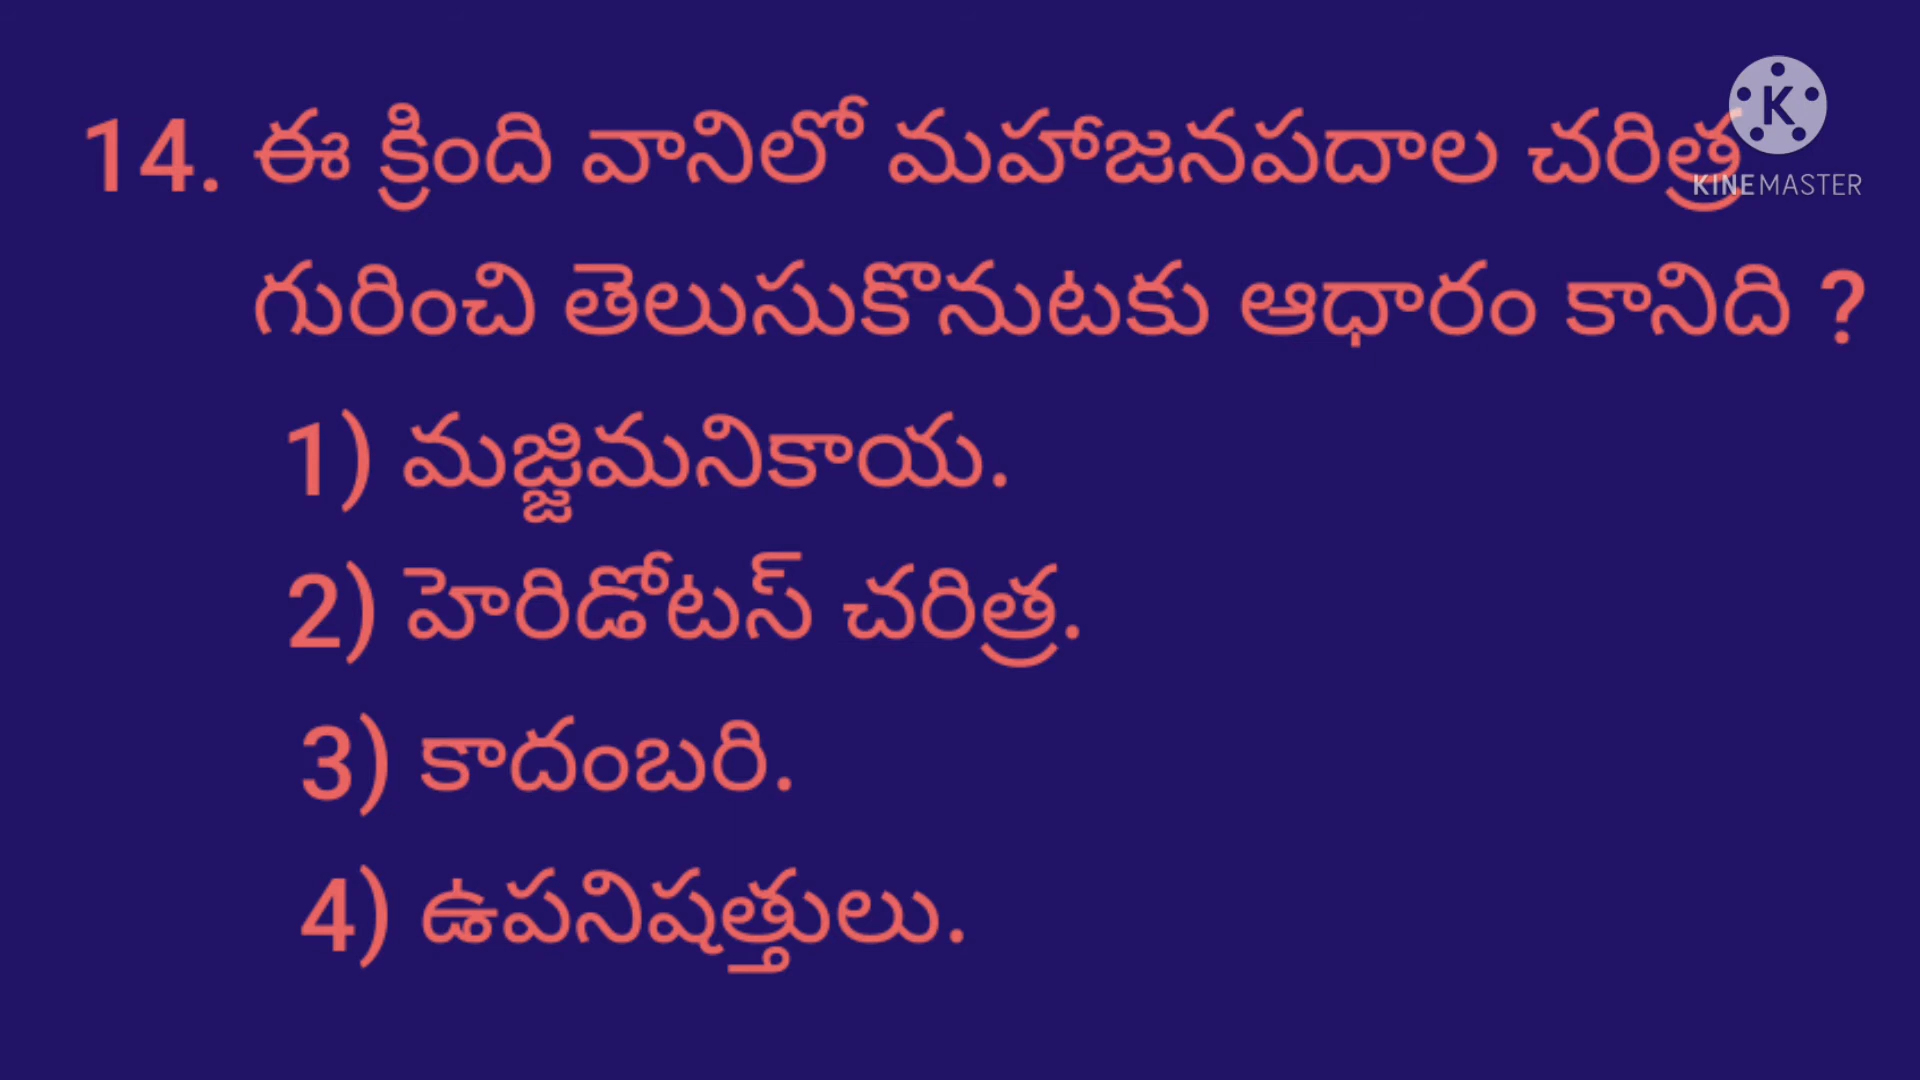 14. ఈ క్రింది వానిలో మహాజనపదాల చరిత్ర
గురించి తెలుసుకొనుటకు ఆధారం కానిది ?
1) మజ్జిమనికాయ.
2) హెరిడోటస్ చరిత్ర.
3) కాదంబరి.
4) ఉపనిషత్తులు.
K
KINEMASTER